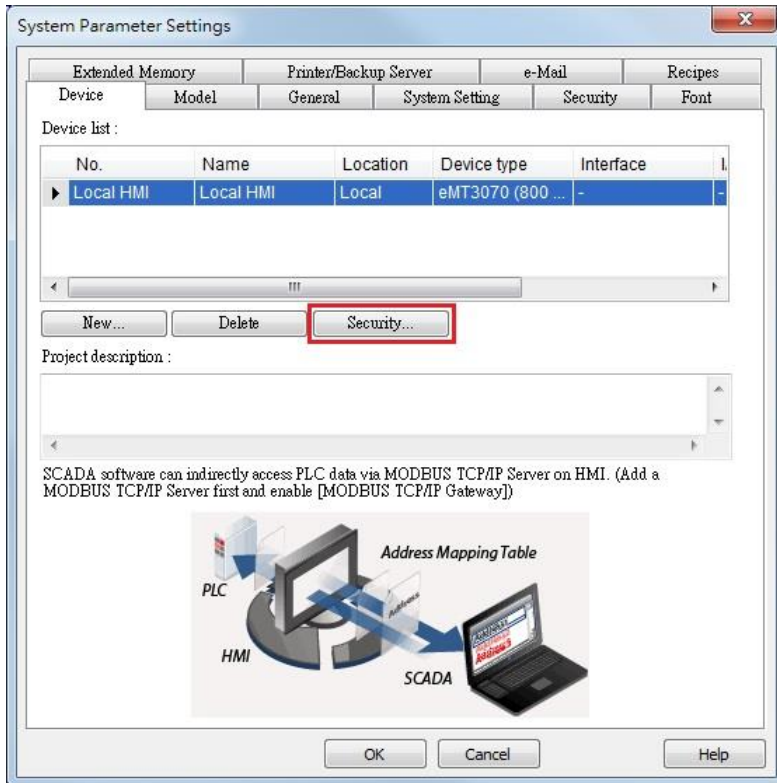 System Parameter Settings
Extended Memory Printer/Backup Server e-Mail Recipes
Device Model General System Setting Security Font
Device list :
No. Name Location Device type Interface
Local HMI Local HMI Local eMT3070 (800 ... - -
New... Delete Security...
Project description :
SCADA software can indirectly access PLC data via MODBUS TCP/IP Server on HMI. (Add a
MODBUS TCP/IP Server first and enable [MODBUS TCP/IP Gateway])
Address Mapping Table
PLC
Address
HMI
SCADA
OK Cancel Help